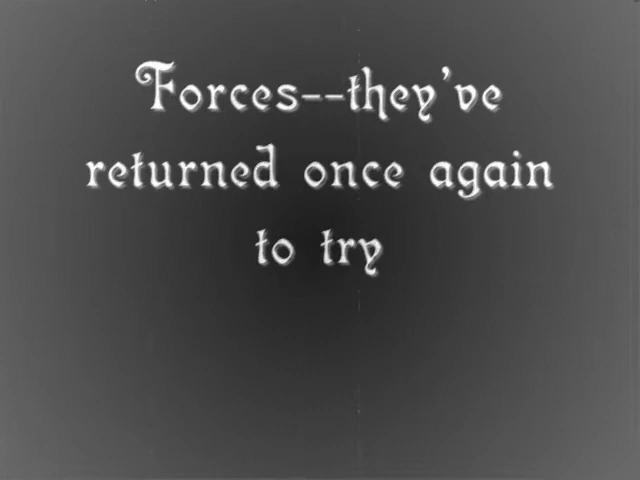 Forces--they've
returned once again
to try